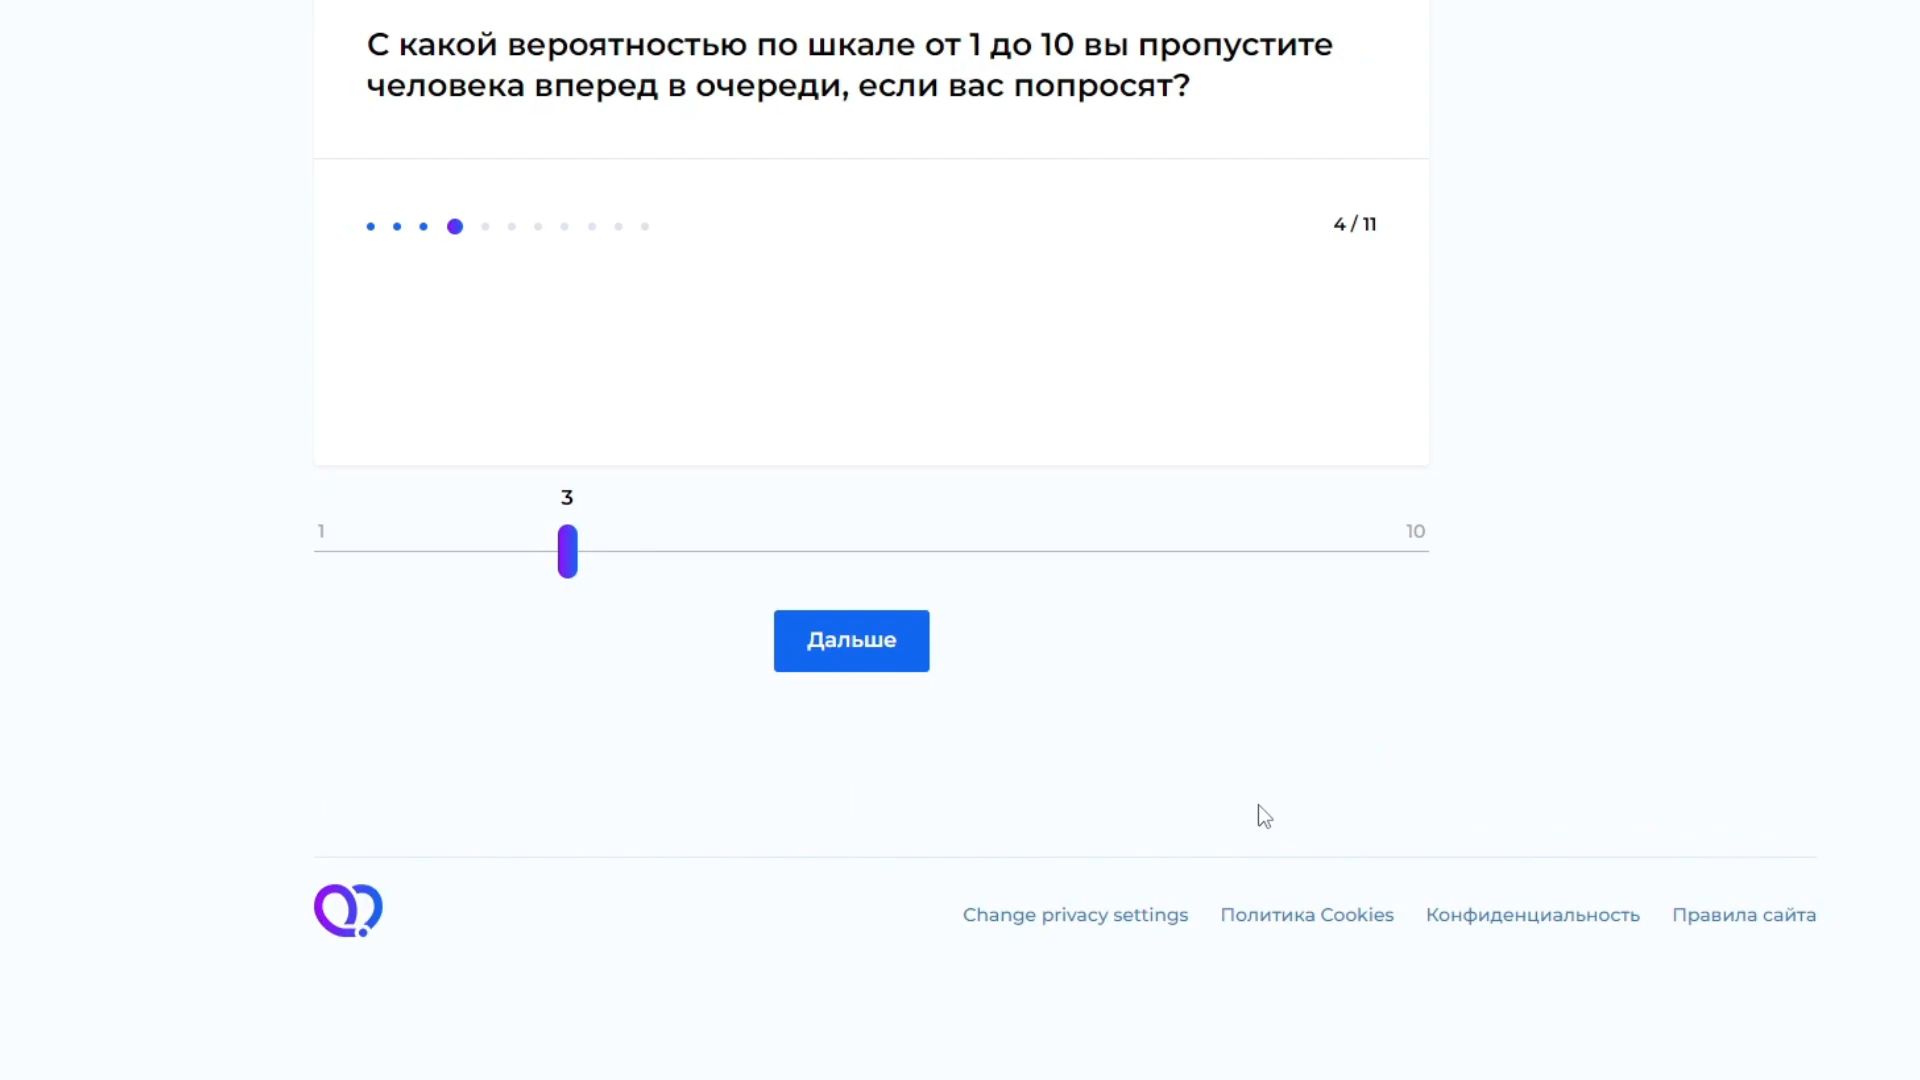 С какой вероятностью по шкале от 1 до 10 вы пропустите
человека вперед в очереди, если вас попросят?
4 / 11
3
1
10
Дальше
Change privacy settings
Политика Cookies
Конфиденциальность
Правила сайта